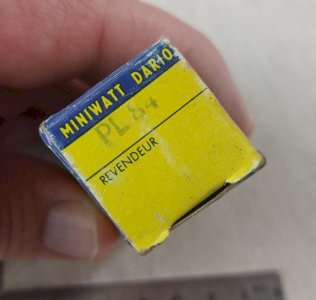 MINIWATT DARIO
PL 84
REVENDEUR